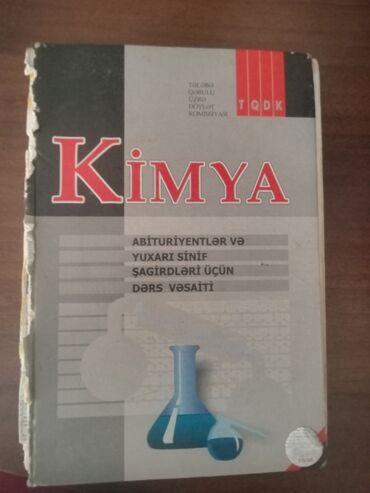 TƏLƏBƏ
QƏBULU
ÜZRƏ
DÖVLƏT
KOMİSSİYASI
TQDK
KİMYA
ABİTURİYENTLƏR VƏ
YUXARI SİNİF
ŞAGİRDLƏRİ ÜÇÜN
DƏRS VƏSAİTİ